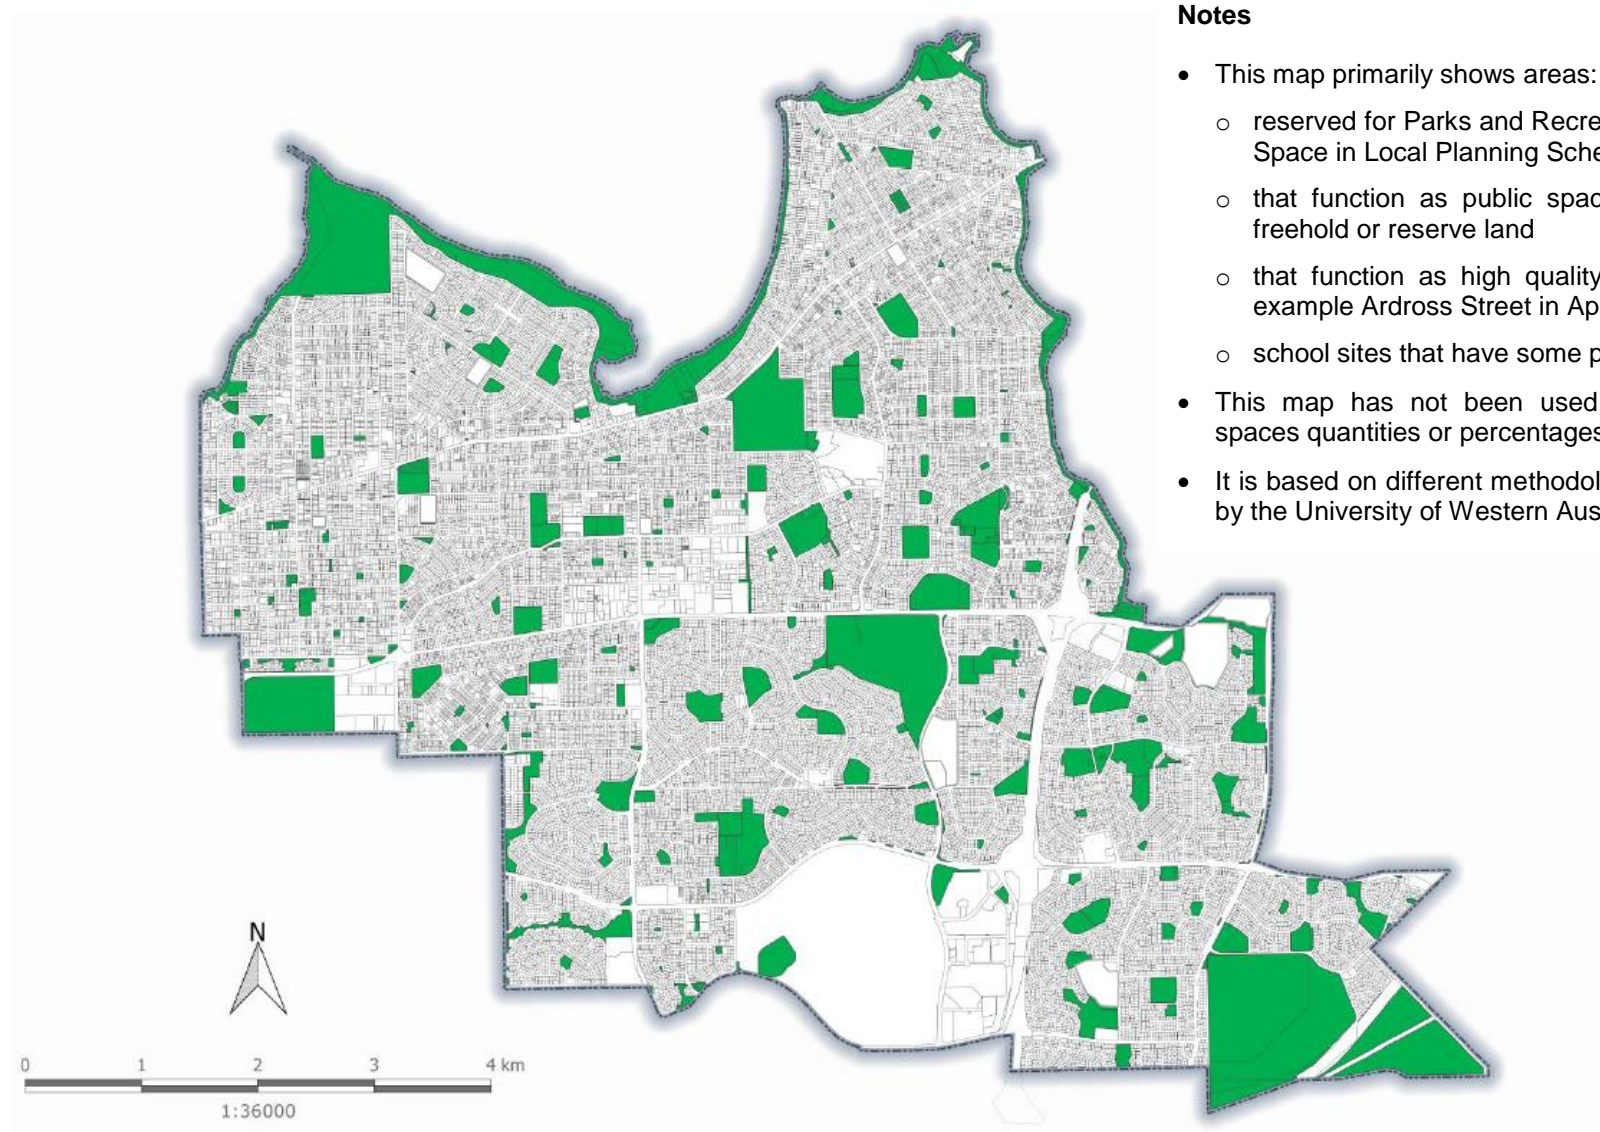 Notes
• This map primarily shows areas:
o reserved for Parks and Recre
Space in Local Planning Sche
o that function as public spac
freehold or reserve land
o that function as high quality
example Ardross Street in Ap
o school sites that have some p
• This map has not been used
spaces quantities or percentages
• It is based on different methodol
by the University of Western Aus
N
0 1 2 3 4 km
1:36000